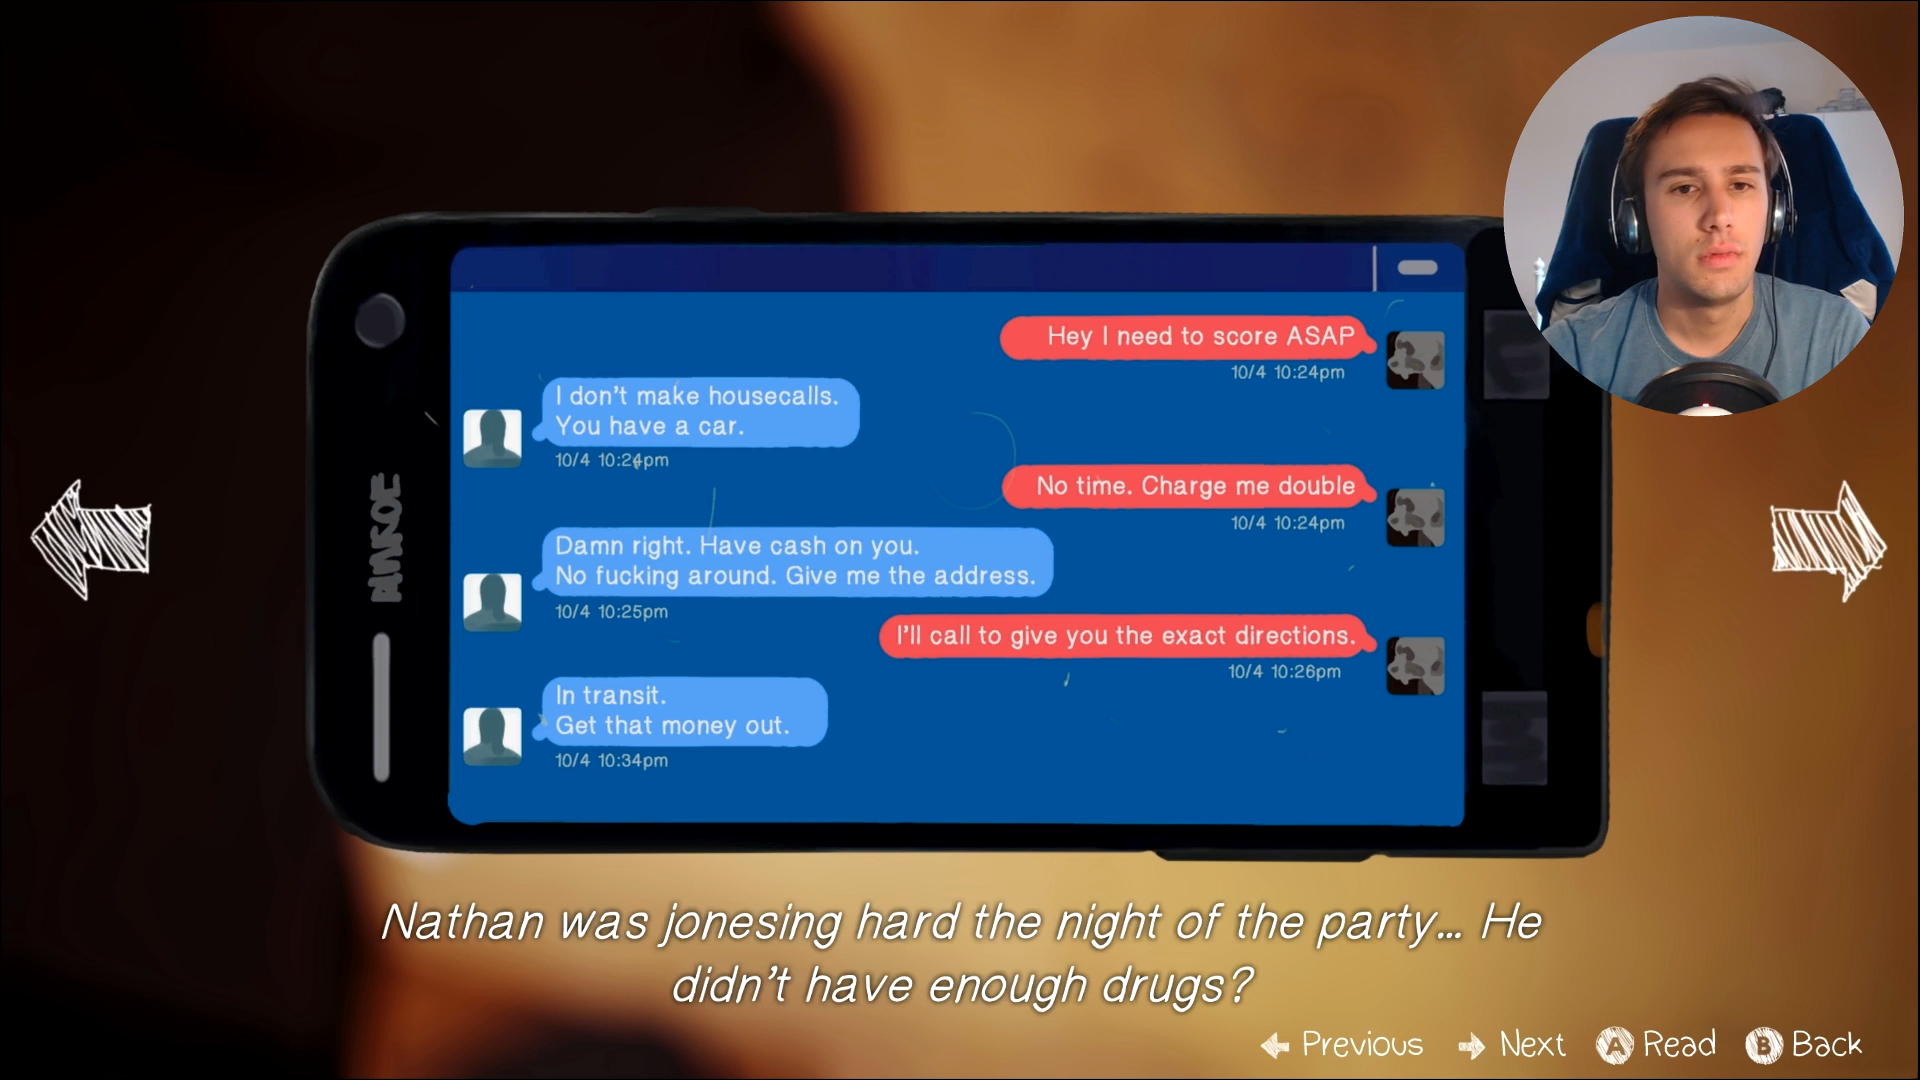 Hey I need to score ASAP
10/4 10:24pm
I don't make housecalls.
You have a car.
10/4 10:24pm
No time. Charge me double
10/4 10:24pm
Damn right. Have cash on you.
No fucking around. Give me the address.
10/4 10:25pm
I'll call to give you the exact directions.
10/4 10:26pm
In transit.
Get that money out.
10/4 10:34pm
Nathan was jonesing hard the night of the party... He
didn't have enough drugs?
Previous
Next
A Read
B Back